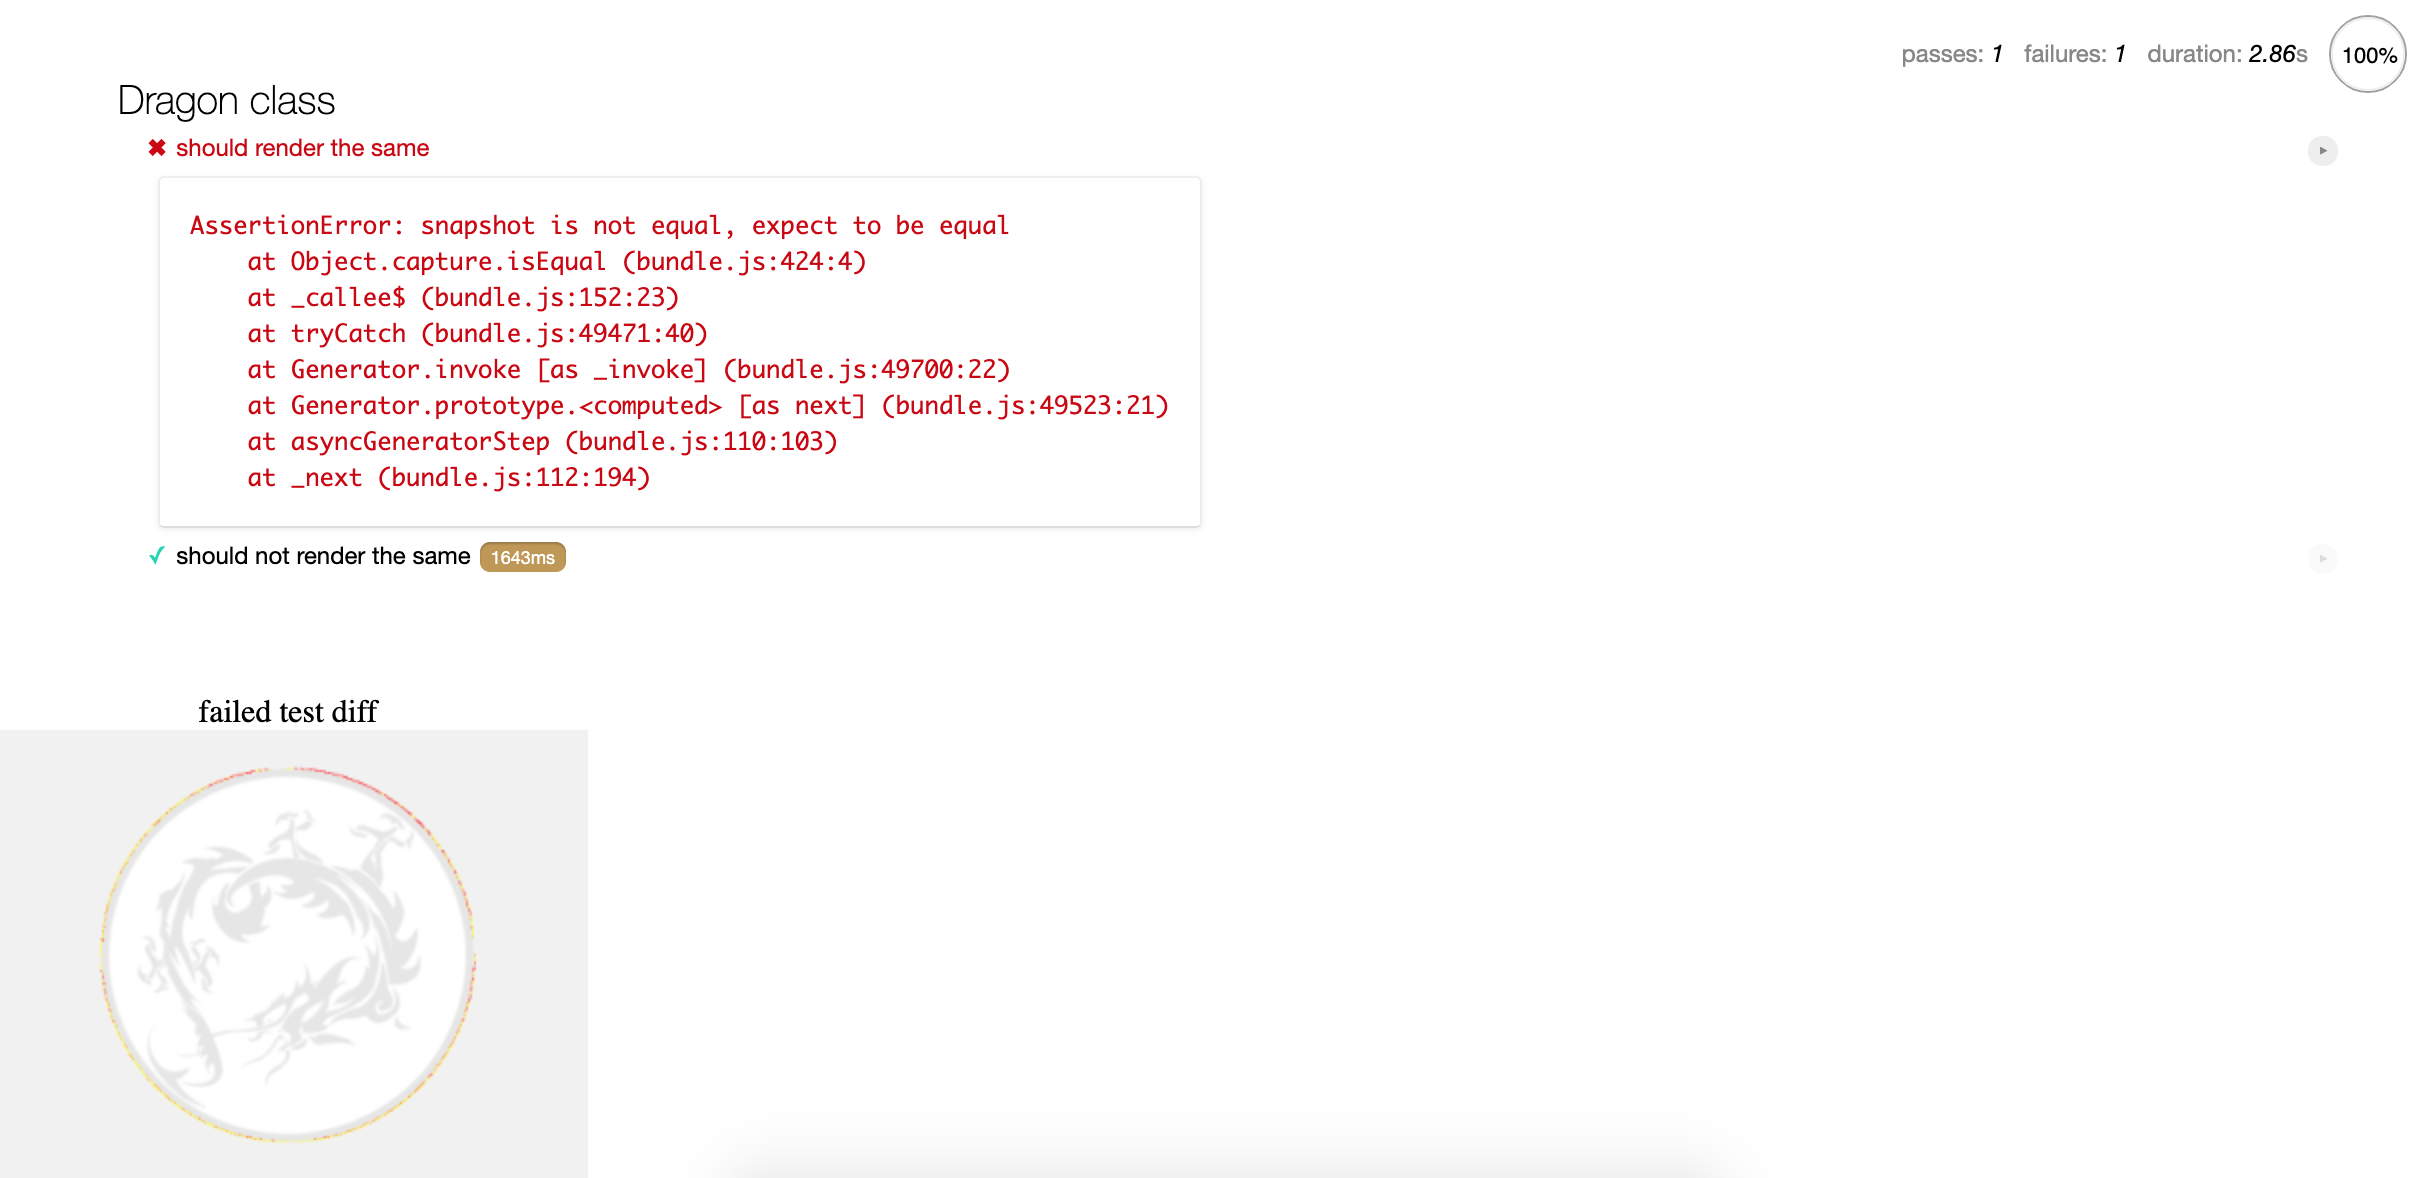 passes: 1 failures: 1 duration: 2.86s 100%
Dragon class
✖ should render the same
AssertionError: snapshot is not equal, expect to be equal
at Object.capture.isEqual (bundle.js:424:4)
at _callee$ (bundle.js:152:23)
at tryCatch (bundle.js:49471:40)
at Generator.invoke [as _invoke] (bundle.js:49700:22)
at Generator.prototype.<computed> [as next] (bundle.js:49523:21)
at asyncGeneratorStep (bundle.js:110:103)
at _next (bundle.js:112:194)
✓ should not render the same 1643ms
failed test diff